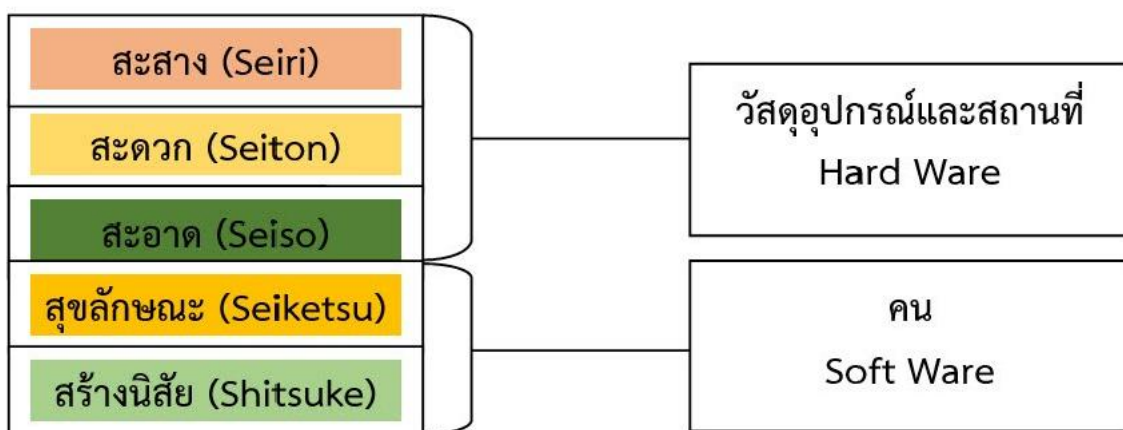 สะสาง (Seiri)
สะดวก (Seiton)
สะอาด (Seiso)
สุขลักษณะ (Seiketsu)
สร้างนิสัย (Shitsuke)
วัสดุอุปกรณ์และสถานที่
Hard Ware
คน
Soft Ware